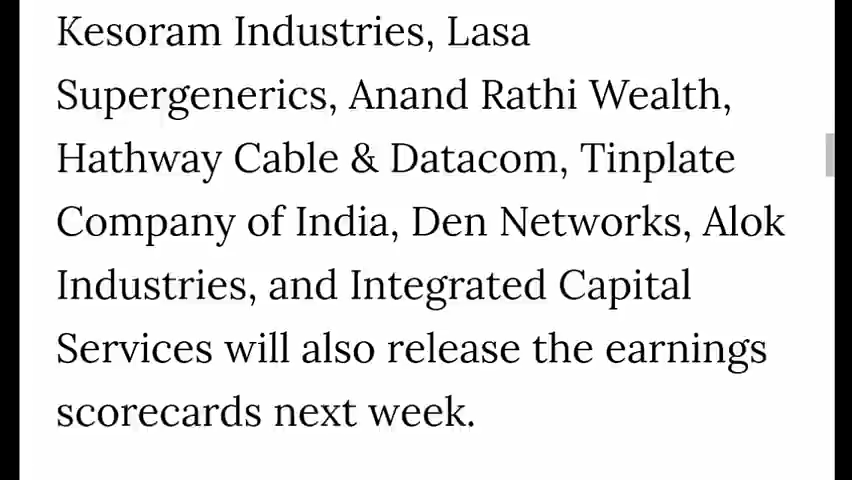 Kesoram Industries, Lasa
Supergenerics, Anand Rathi Wealth,
Hathway Cable & Datacom, Tinplate
Company of India, Den Networks, Alok
Industries, and Integrated Capital
Services will also release the earnings
scorecards next week.